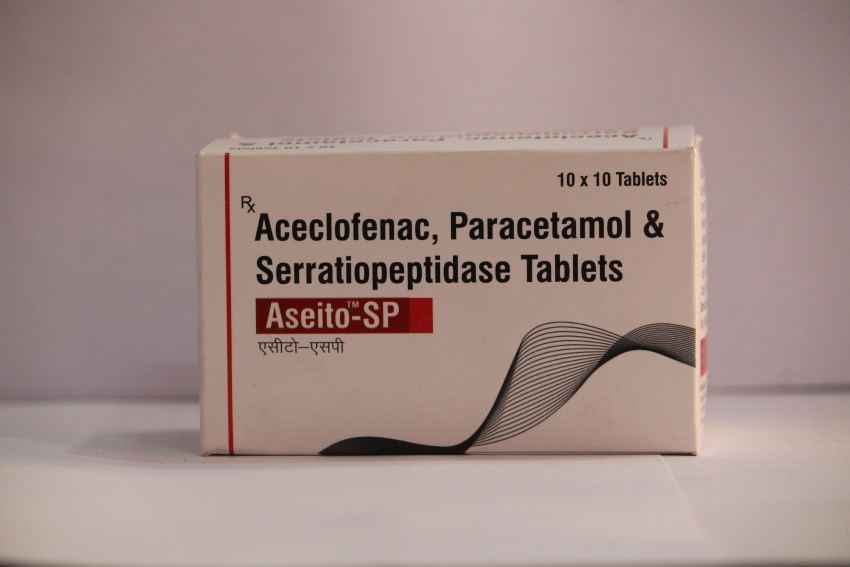 10 x 10 Tablets
Rx
Aceclofenac, Paracetamol &
Serratiopeptidase Tablets
Aseito™-SP
एसीटो–एसपी